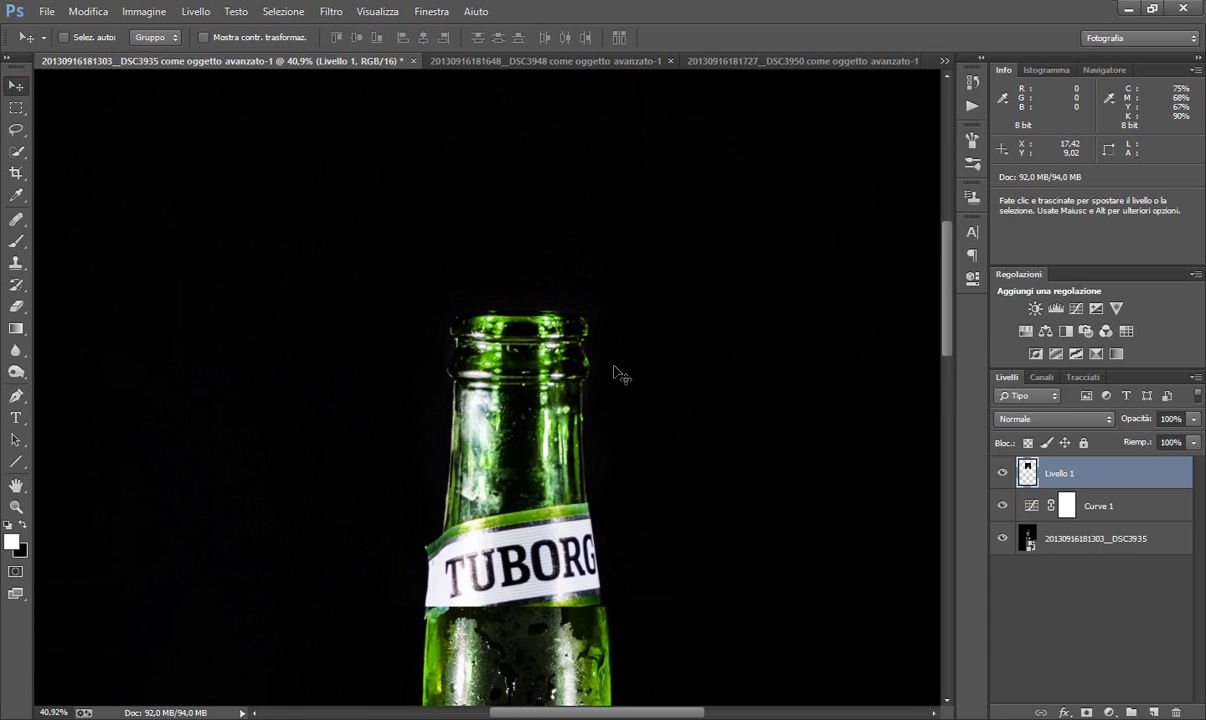 Ps File Modifica Immagine Livello Testo Selezione Filtro Visualizza Finestra Aiuto
Selez. auto: Gruppo Mostra contr. trasformaz. Fotografia
20130916181303__DSC3935 come oggetto avanzato-1 @ 40,9% (Livello 1, RGB/16) * × 20130916181648__DSC3948 come oggetto avanzato-1 × 20130916181727__DSC3950 come oggetto avanzato-1
Info Istogramma Navigatore
R : 0 C : 75%
G : 0 M : 68%
B : 0 Y : 67%
K : 90%
8 bit 8 bit
X : 17,42 L :
Y : 9,02 A :
Doc: 92,0 MB/94,0 MB
Fate clic e trascinate per spostare il livello o la
selezione. Usate Maiusc e Alt per ulteriori opzioni.
Regolazioni
Aggiungi una regolazione
Livelli Canali Tracciati
Tipo
Normale Opacità: 100%
Bloc.: Riemp.: 100%
Livello 1
Curve 1
20130916181303__DSC3935
TUBORG
40,92% Doc: 92,0 MB/94,0 MB